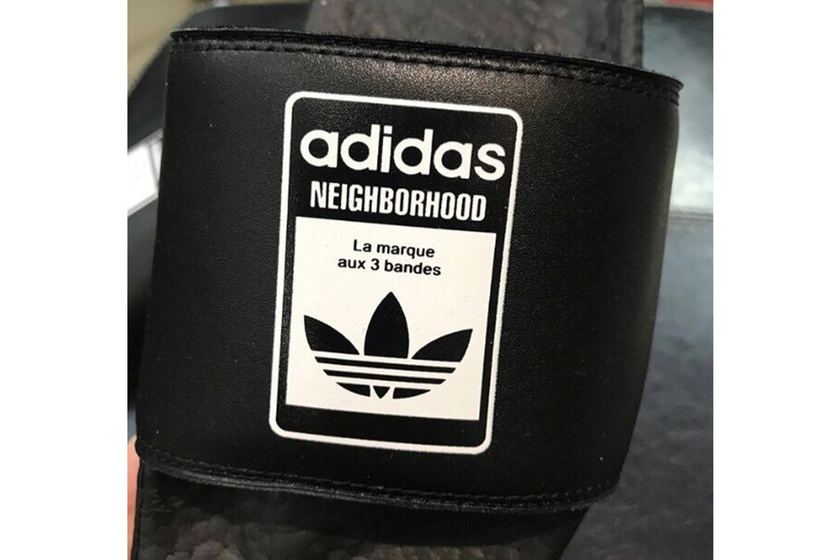 adidas
NEIGHBORHOOD
La marque
aux 3 bandes